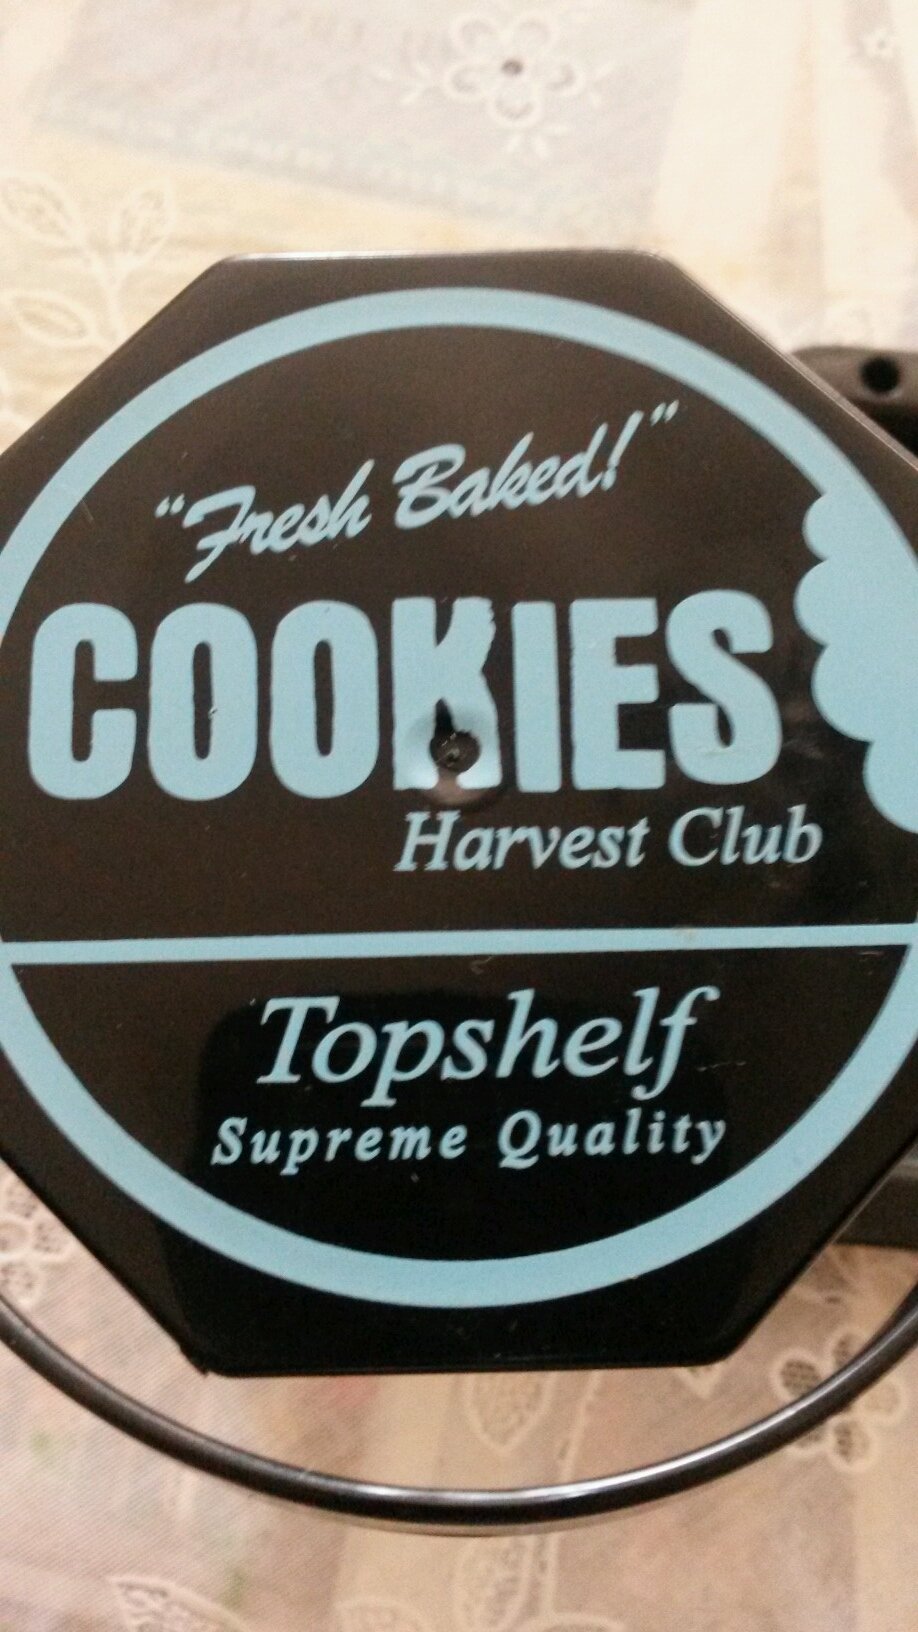 "Fresh Baked!"
COOKIES
Harvest Club
Topshelf
Supreme Quality